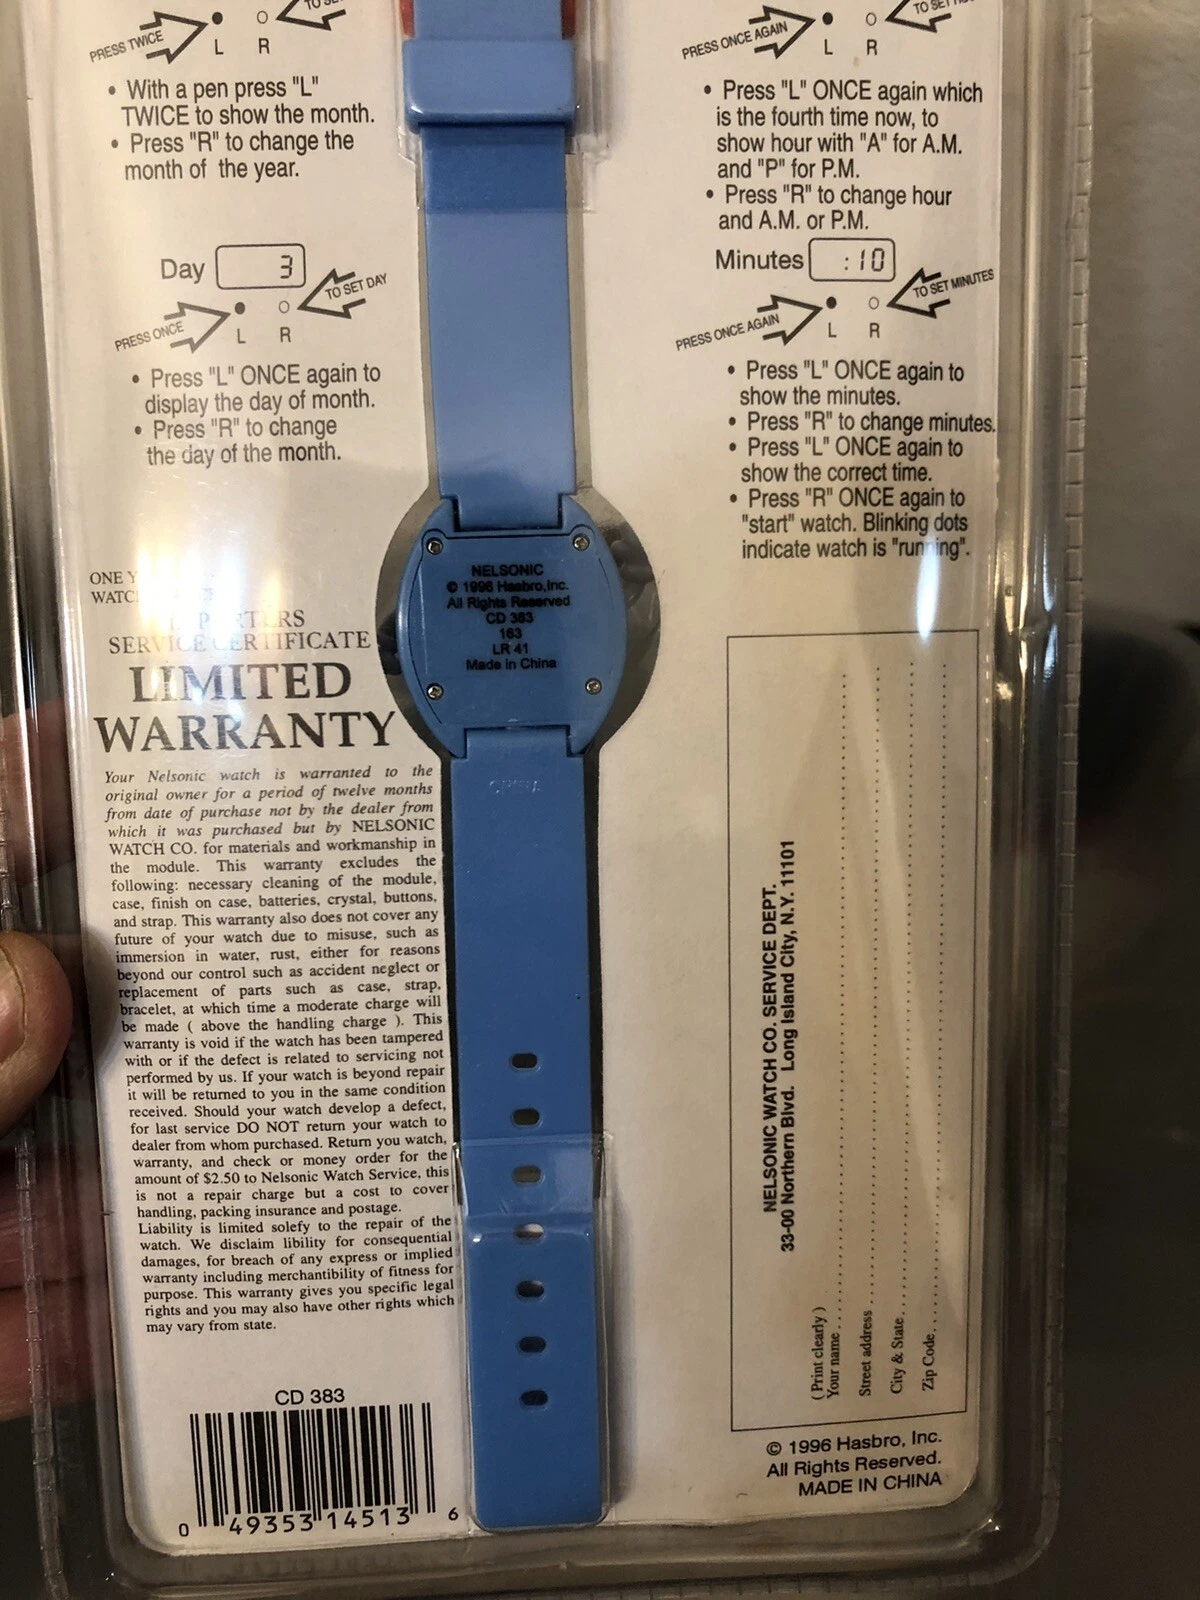 PRESS TWICE
L R
• With a pen press "L"
TWICE to show the month.
• Press "R" to change the
month of the year.
Day 3
TO SET DAY
PRESS ONCE
L R
• Press "L" ONCE again to
display the day of month.
• Press "R" to change
the day of the month.
PRESS ONCE AGAIN
L R
• Press "L" ONCE again which
is the fourth time now, to
show hour with "A" for A.M.
and "P" for P.M.
• Press "R" to change hour
and A.M. or P.M.
Minutes :10
TO SET MINUTES
PRESS ONCE AGAIN
L R
• Press "L" ONCE again to
show the minutes.
• Press "R" to change minutes.
• Press "L" ONCE again to
show the correct time.
• Press "R" ONCE again to
"start" watch. Blinking dots
indicate watch is "running".
NELSONIC
© 1996 Hasbro,Inc.
All Rights Reserved
CD 383
163
LR 41
Made in China
CHINA
ONE
SERVICE CERTIFICATE
LIMITED
WARRANTY
Your Nelsonic watch is warranted to the
original owner for a period of twelve months
from date of purchase not by the dealer from
which it was purchased but by NELSONIC
WATCH CO. for materials and workmanship in
the module. This warranty excludes the
following: necessary cleaning of the module,
case, finish on case, batteries, crystal, buttons,
and strap. This warranty also does not cover any
future of your watch due to misuse, such as
immersion in water, rust, either for reasons
beyond our control such as accident neglect or
replacement of parts such as case, strap,
bracelet, at which time a moderate charge will
be made ( above the handling charge ). This
warranty is void if the watch has been tampered
with or if the defect is related to servicing not
performed by us. If your watch is beyond repair
it will be returned to you in the same condition
received. Should your watch develop a defect,
for last service DO NOT return your watch to
dealer from whom purchased. Return you watch,
warranty, and check or money order for the
amount of $2.50 to Nelsonic Watch Service, this
is not a repair charge but a cost to cover
handling, packing insurance and postage.
Liability is limited solefy to the repair of the
watch. We disclaim libility for consequential
damages, for breach of any express or implied
warranty including merchantibility of fitness for
purpose. This warranty gives you specific legal
rights and you may also have other rights which
may vary from state.
CD 383
0 49353 14513 6
NELSONIC WATCH CO. SERVICE DEPT.
33-00 Northern Blvd. Long Island City, N.Y. 11101
( Print clearly )
Your name
Street address
City & State
Zip Code
© 1996 Hasbro, Inc.
All Rights Reserved.
MADE IN CHINA